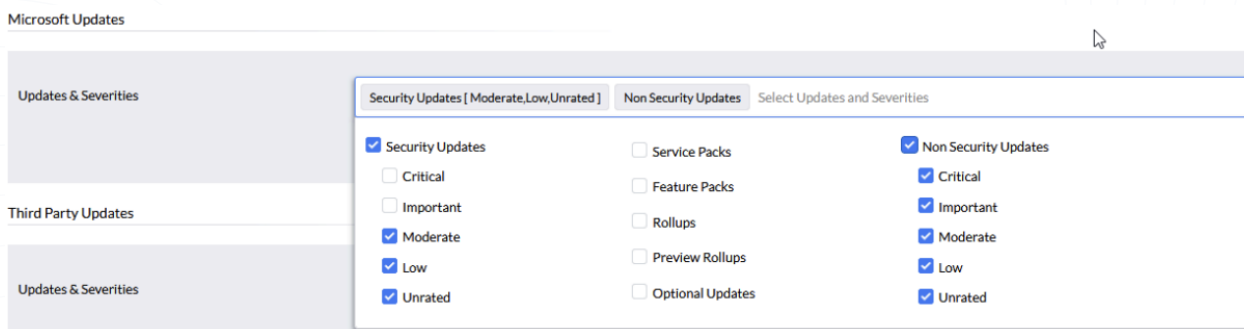 Microsoft Updates
Updates & Severities
Security Updates [ Moderate,Low,Unrated ] Non Security Updates Select Updates and Severities
Security Updates
Critical
Important
Moderate
Low
Unrated
Service Packs
Feature Packs
Rollups
Preview Rollups
Optional Updates
Non Security Updates
Critical
Important
Moderate
Low
Unrated
Third Party Updates
Updates & Severities